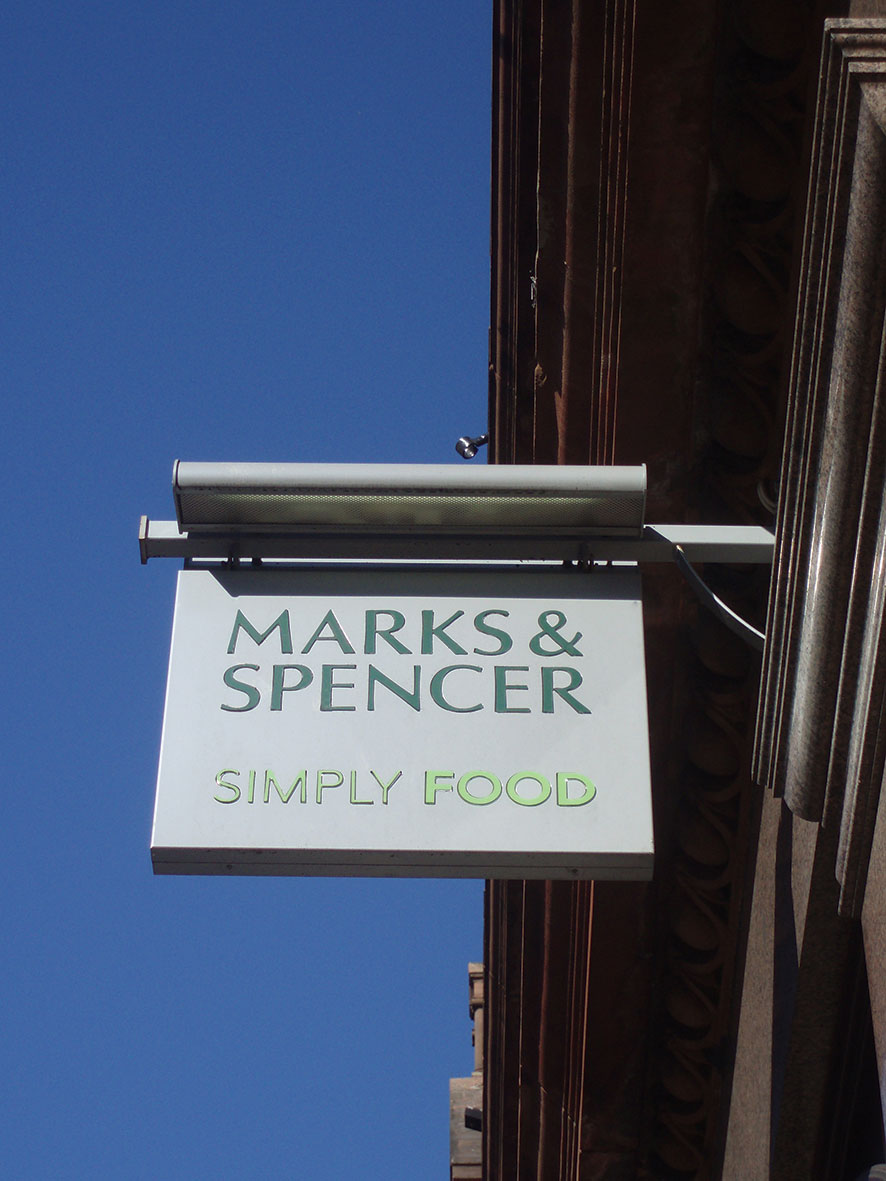 MARKS &
SPENCER
SIMPLY FOOD